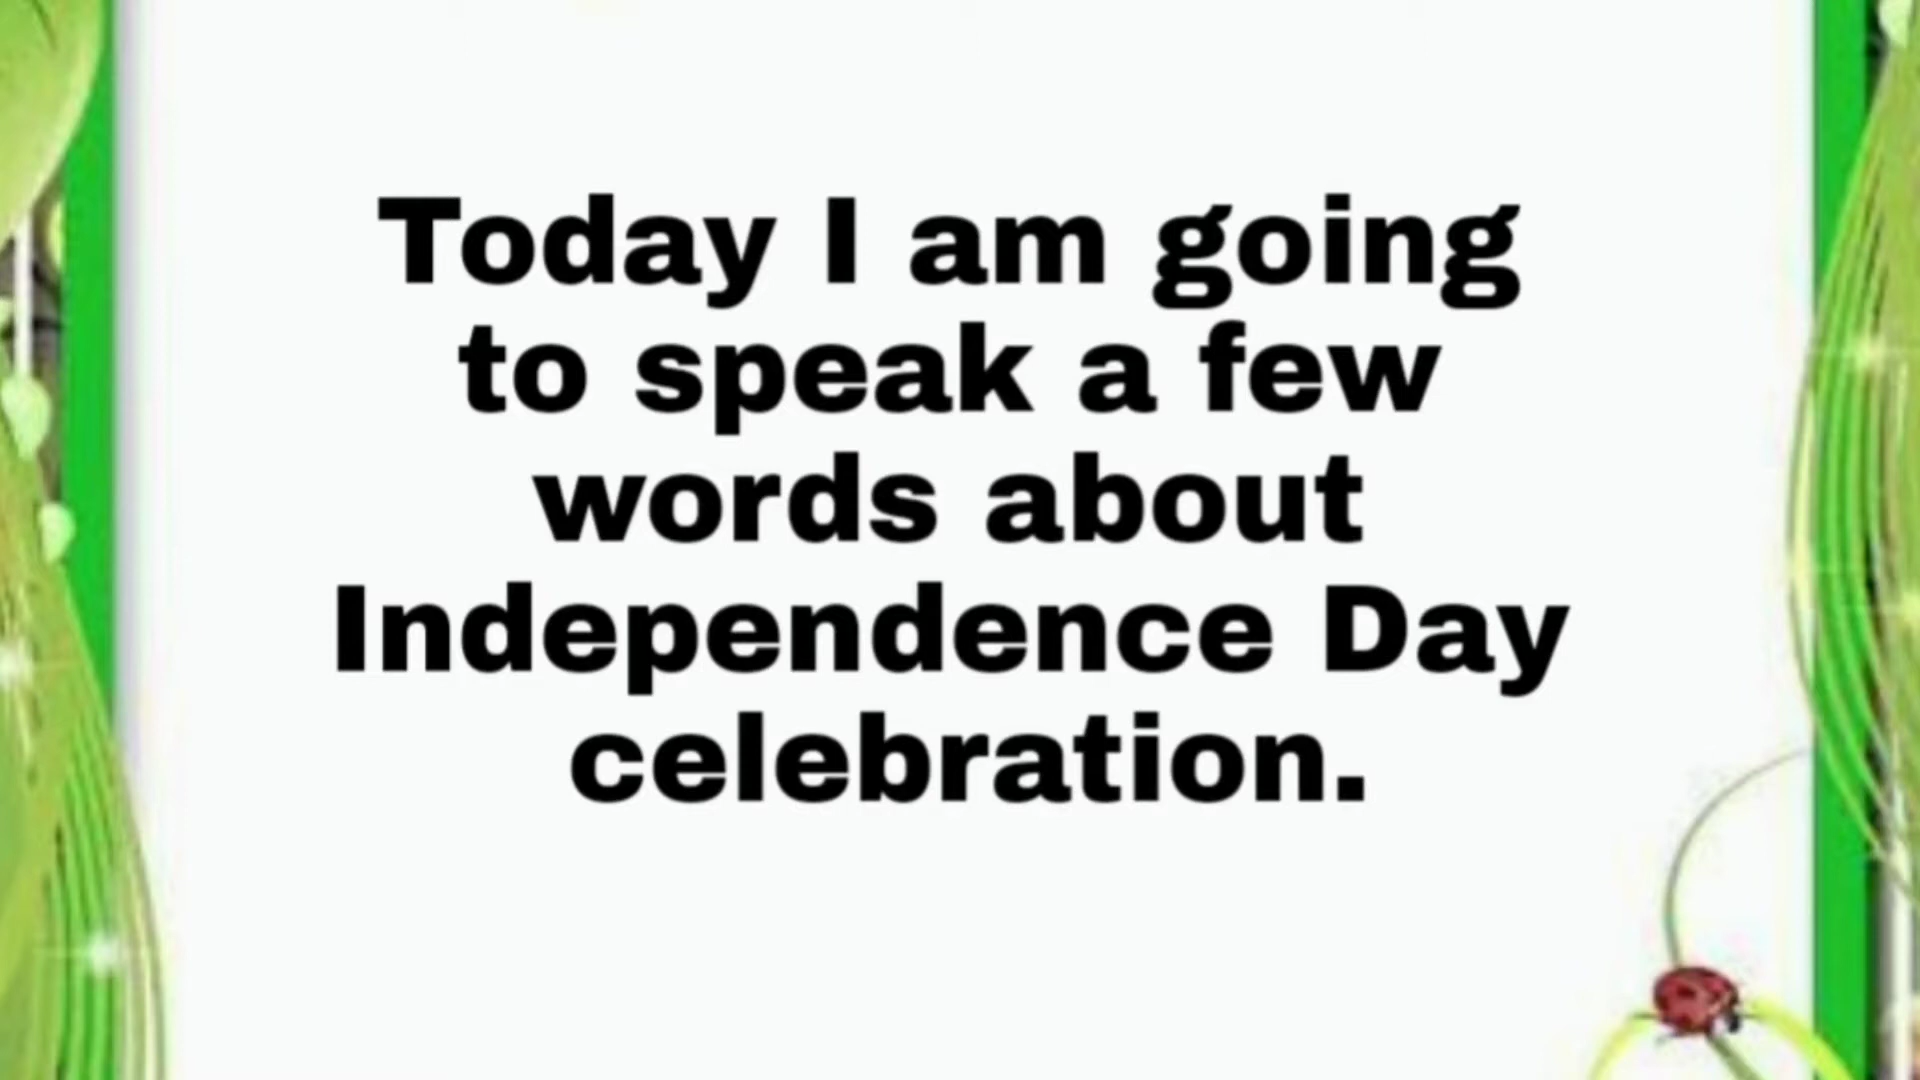 Today I am going
to speak a few
words about
Independence Day
celebration.